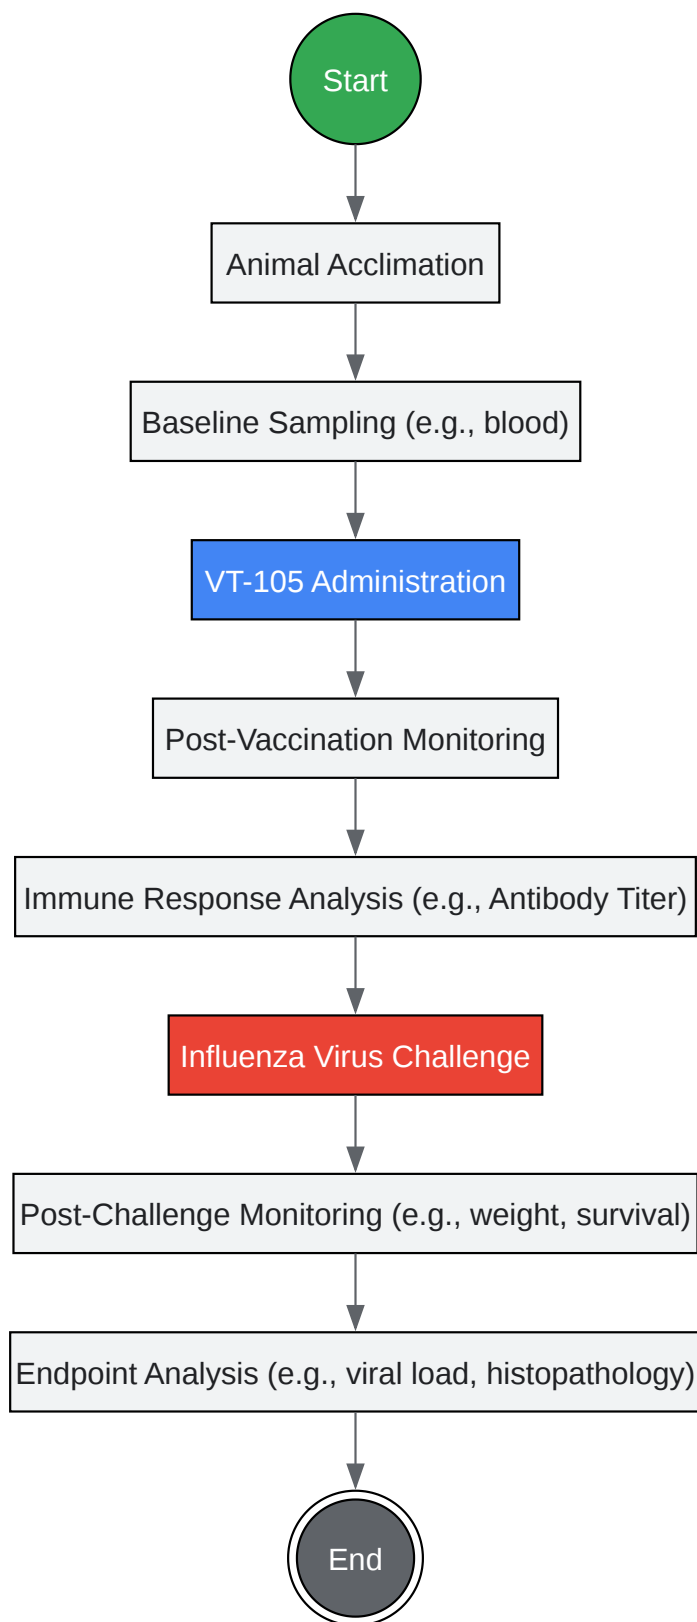 Start
Animal Acclimation
Baseline Sampling (e.g., blood)
VT-105 Administration
Post-Vaccination Monitoring
Immune Response Analysis (e.g., Antibody Titer)
Influenza Virus Challenge
Post-Challenge Monitoring (e.g., weight, survival)
Endpoint Analysis (e.g., viral load, histopathology)
End